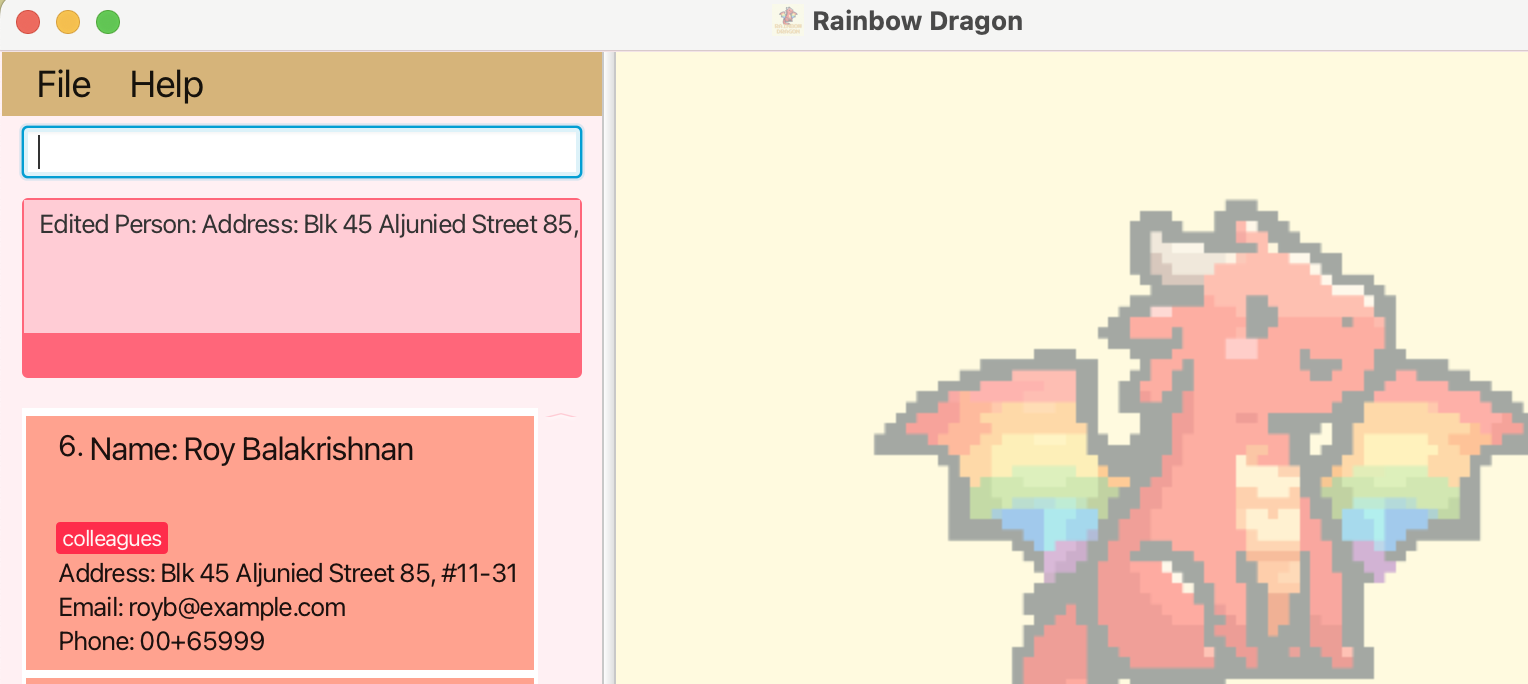 Rainbow Dragon
File Help
Edited Person: Address: Blk 45 Aljunied Street 85,
6. Name: Roy Balakrishnan
colleagues
Address: Blk 45 Aljunied Street 85, #11-31
Email: royb@example.com
Phone: 00+65999